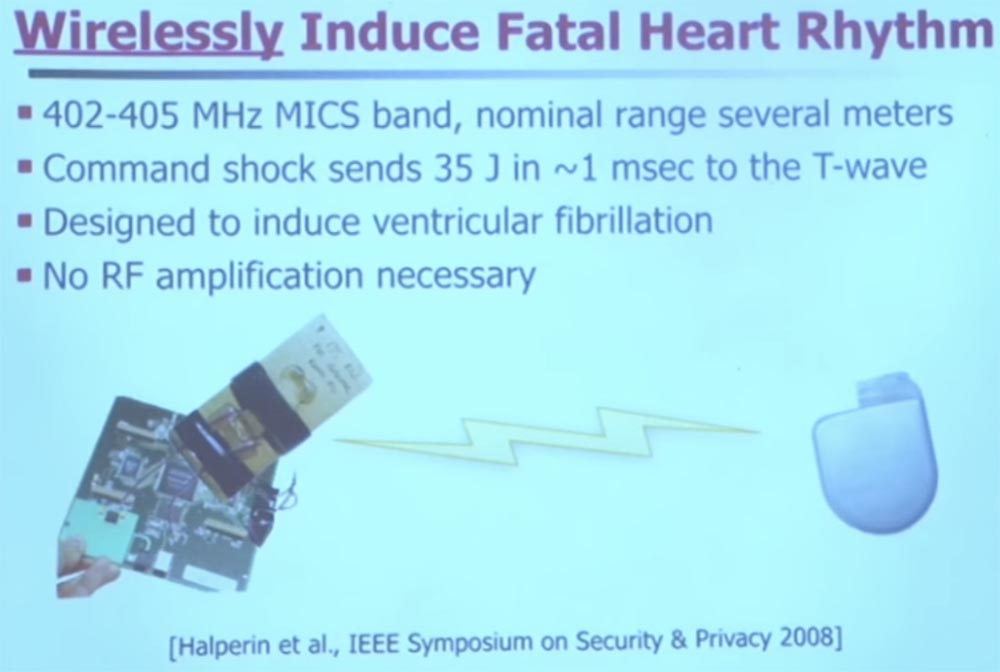 Wirelessly Induce Fatal Heart Rhythm
402-405 MHz MICS band, nominal range several meters
Command shock sends 35 J in ~1 msec to the T-wave
Designed to induce ventricular fibrillation
No RF amplification necessary
[Halperin et al., IEEE Symposium on Security & Privacy 2008]